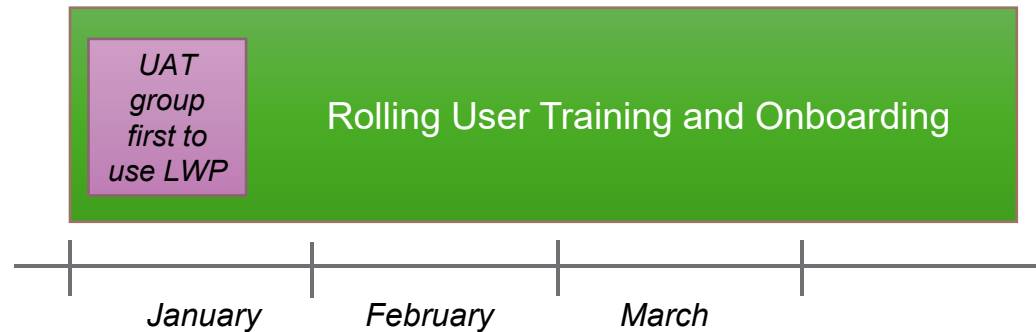 UAT
group
first to
use LWP
Rolling User Training and Onboarding
January February March